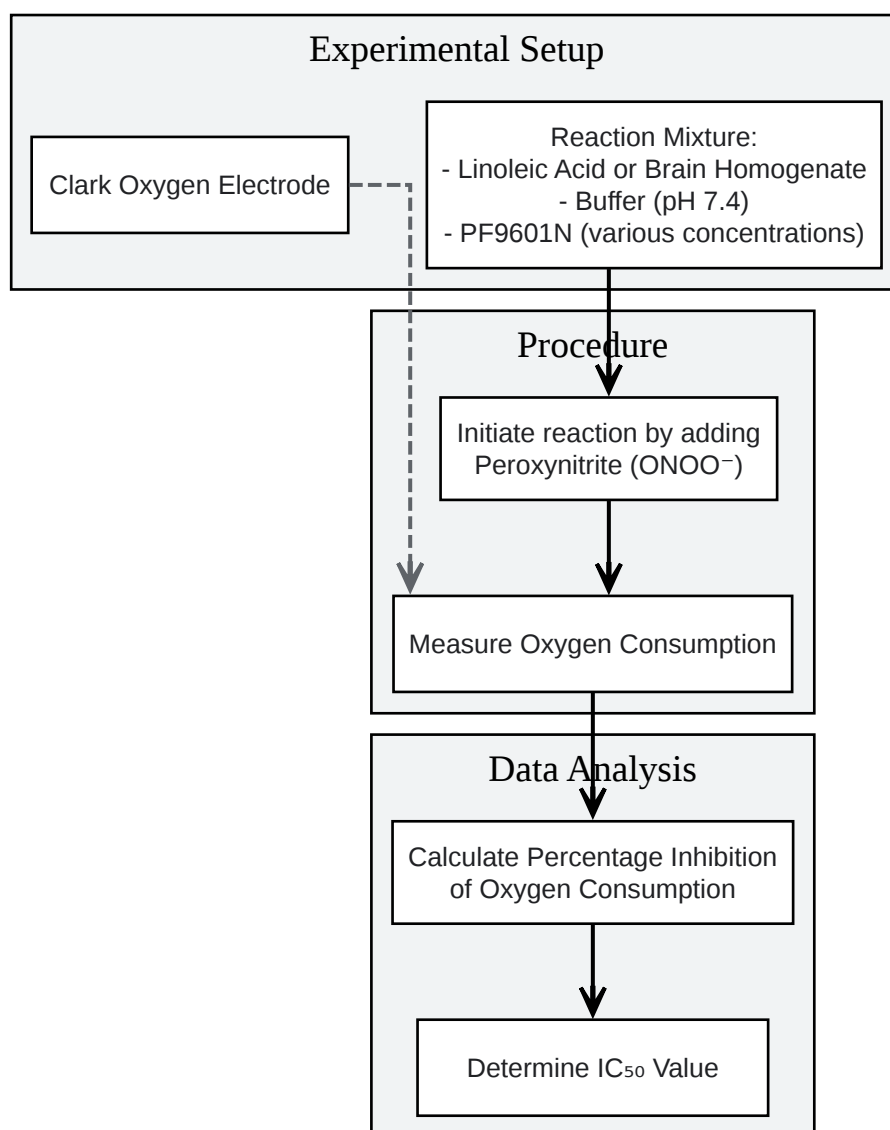 Experimental Setup
Clark Oxygen Electrode
Reaction Mixture:
- Linoleic Acid or Brain Homogenate
- Buffer (pH 7.4)
- PF9601N (various concentrations)
Procedure
Initiate reaction by adding
Peroxynitrite (ONOO⁻)
Measure Oxygen Consumption
Data Analysis
Calculate Percentage Inhibition
of Oxygen Consumption
Determine IC₅₀ Value